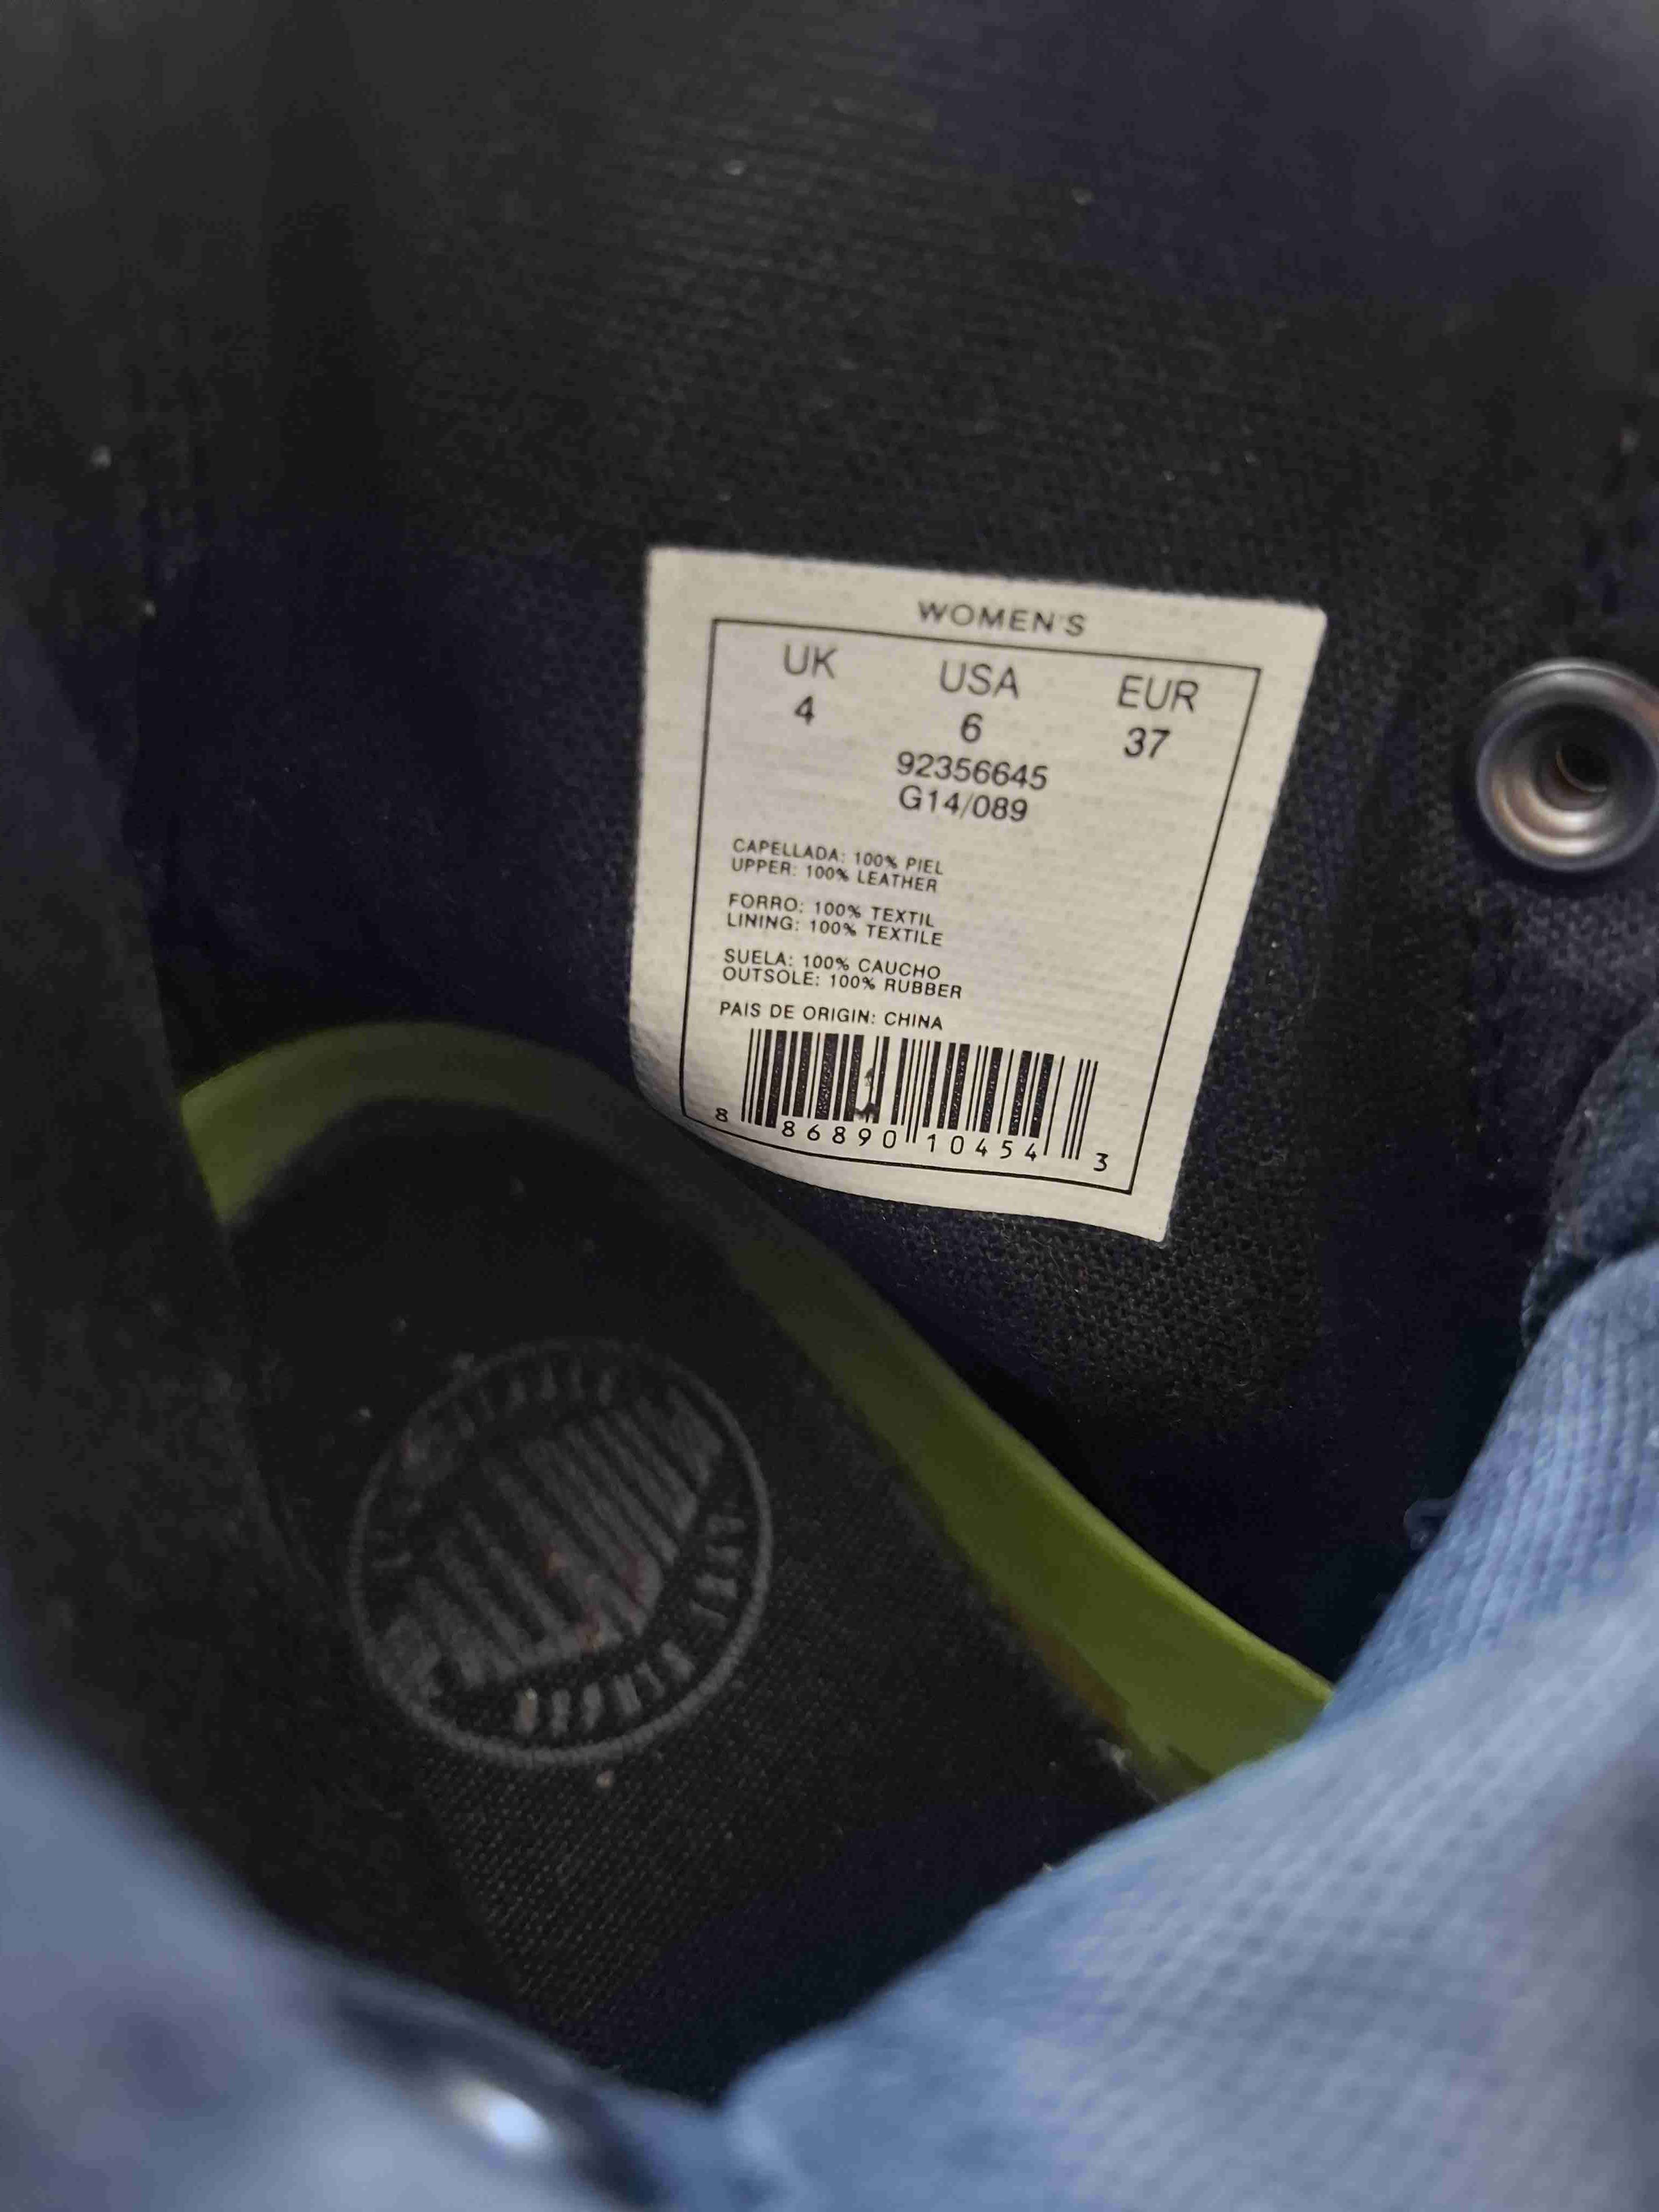 WOMEN'S
UK USA EUR
4 6 37
92356645
G14/089
CAPELLADA: 100% PIEL
UPPER: 100% LEATHER
FORRO: 100% TEXTIL
LINING: 100% TEXTILE
SUELA: 100% CAUCHO
OUTSOLE: 100% RUBBER
PAIS DE ORIGIN: CHINA
8 86890 10454 3
PALLADIUM